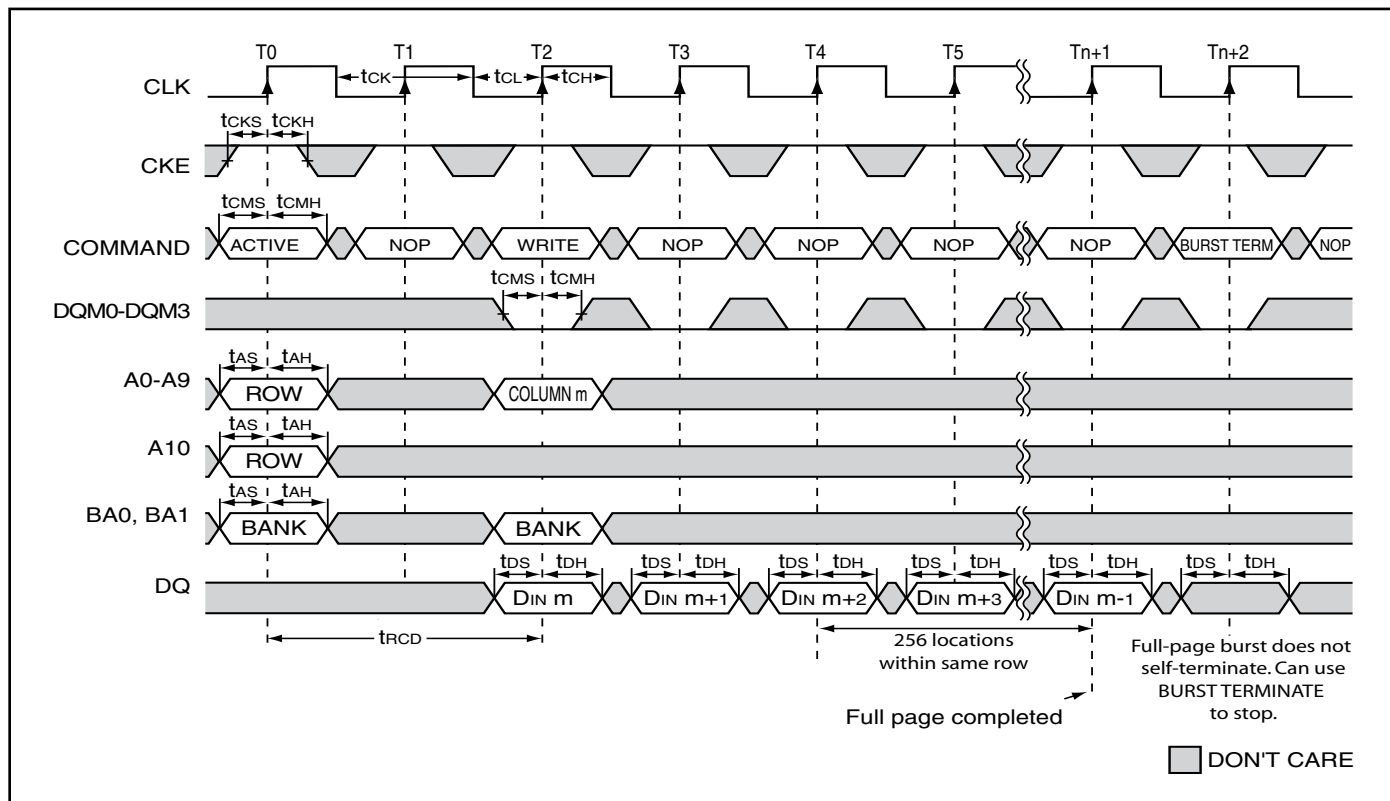 T0 T1 T2 T3 T4 T5 Tn+1 Tn+2
CLK
tCK tCL tCH
tCKS tCKH
CKE
tCMS tCMH
COMMAND
ACTIVE NOP WRITE NOP NOP NOP NOP BURST TERM NOP
tCMS tCMH
DQM0-DQM3
tAS tAH
A0-A9
ROW COLUMN m
tAS tAH
A10
ROW
tAS tAH
BA0, BA1
BANK BANK
tDS tDH tDS tDH tDS tDH tDS tDH tDS tDH tDS tDH
DQ
DIN m DIN m+1 DIN m+2 DIN m+3 DIN m-1
tRCD
256 locations
within same row
Full page completed
Full-page burst does not
self-terminate. Can use
BURST TERMINATE
to stop.
DON'T CARE